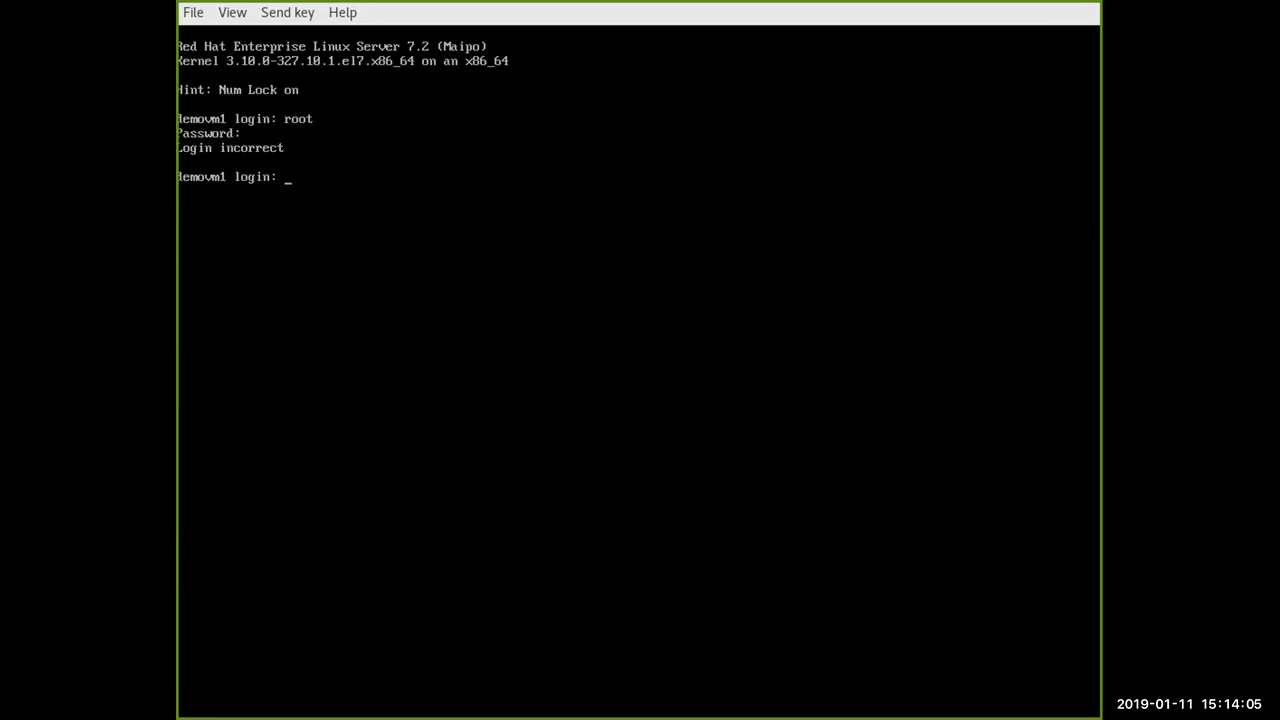 File View Send key Help
Red Hat Enterprise Linux Server 7.2 (Maipo)
Kernel 3.10.0-327.10.1.el7.x86_64 on an x86_64
Hint: Num Lock on
demovm1 login: root
Password:
Login incorrect
demovm1 login: _
2019-01-11 15:14:05